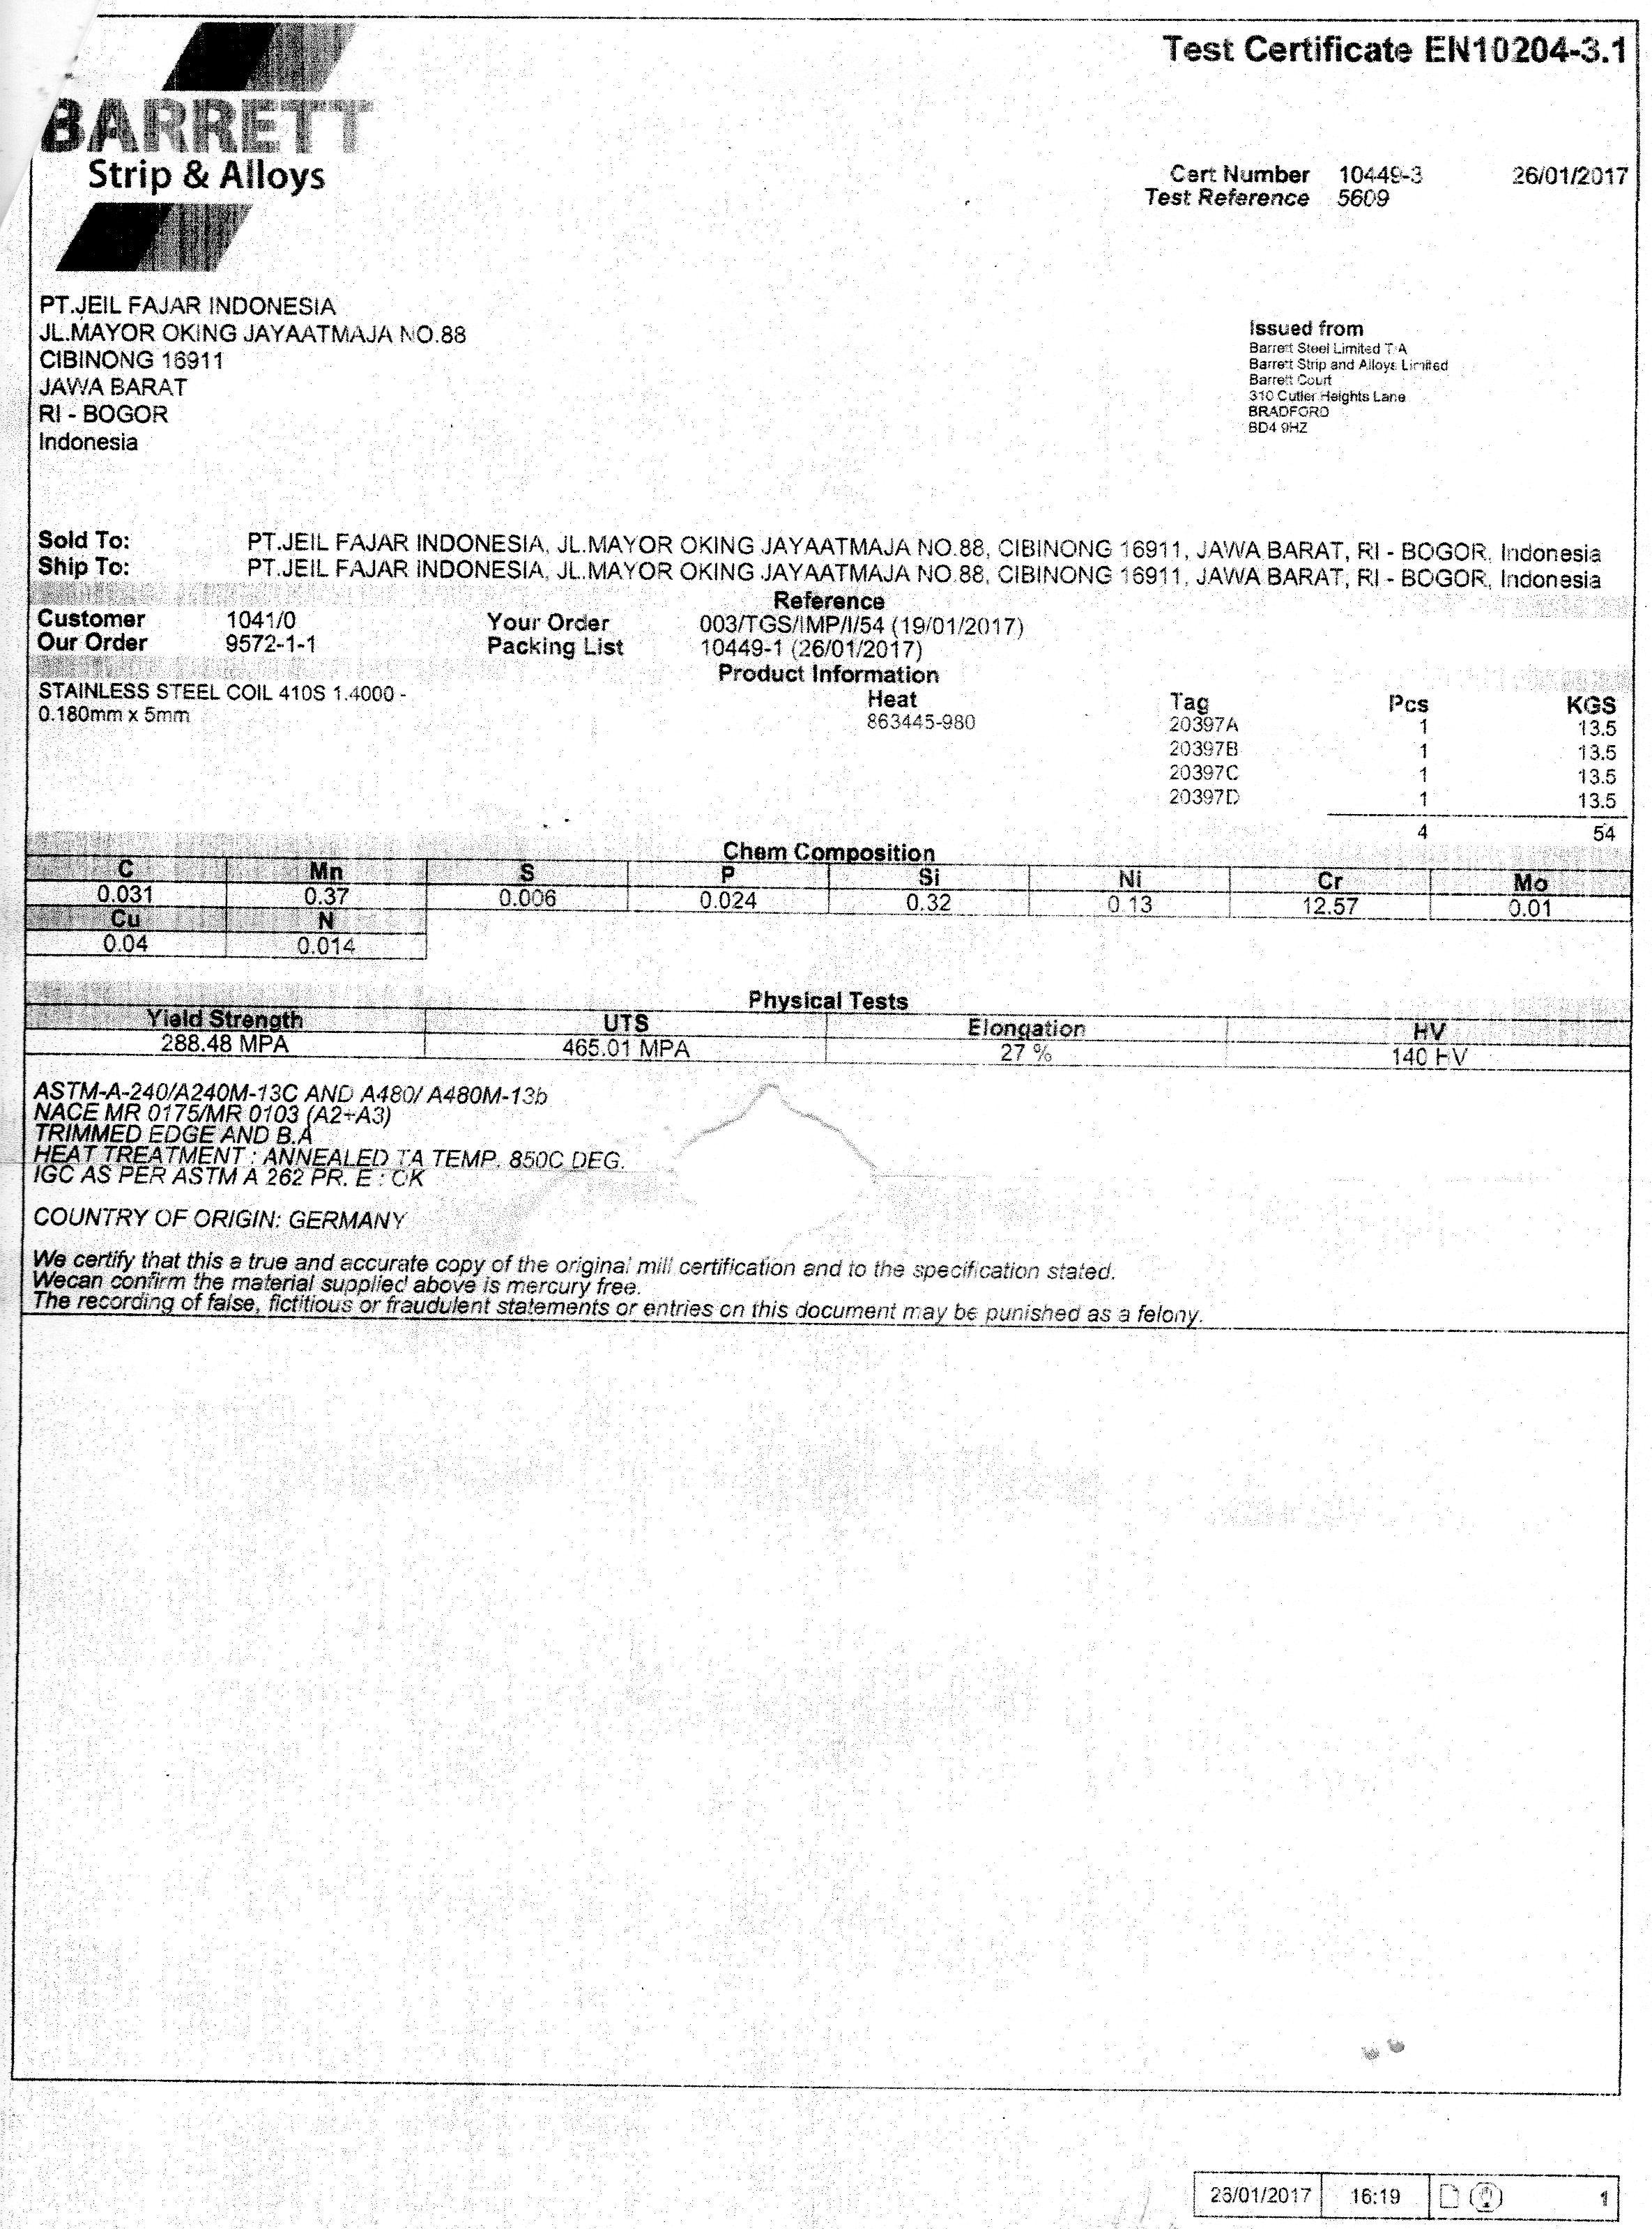 Test Certificate EN10204-3.1
BARRETT
Strip & Alloys
Cert Number 10449-3 26/01/2017
Test Reference 5609
PT.JEIL FAJAR INDONESIA
JL.MAYOR OKING JAYAATMAJA NO.88
CIBINONG 16911
JAWA BARAT
RI - BOGOR
Indonesia
Issued from
Barrett Steel Limited T/A
Barrett Strip and Alloys Limited
Barrett Court
310 Cutler Heights Lane
BRADFORD
BD4 9HZ
Sold To: PT.JEIL FAJAR INDONESIA, JL.MAYOR OKING JAYAATMAJA NO.88, CIBINONG 16911, JAWA BARAT, RI - BOGOR, Indonesia
Ship To: PT.JEIL FAJAR INDONESIA, JL.MAYOR OKING JAYAATMAJA NO.88, CIBINONG 16911, JAWA BARAT, RI - BOGOR, Indonesia
Reference
Customer 1041/0 Your Order 003/TGS/IMP/I/54 (19/01/2017)
Our Order 9572-1-1 Packing List 10449-1 (26/01/2017)
Product Information
STAINLESS STEEL COIL 410S 1.4000 -
0.180mm x 5mm
Heat Tag Pcs KGS
863445-980 20397A 1 13.5
20397B 1 13.5
20397C 1 13.5
20397D 1 13.5
4 54
Chem Composition
C Mn S P Si Ni Cr Mo
0.031 0.37 0.006 0.024 0.32 0.13 12.57 0.01
Cu N
0.04 0.014
Physical Tests
Yield Strength UTS Elongation HV
288.48 MPA 465.01 MPA 27 % 140 HV
ASTM-A-240/A240M-13C AND A480/ A480M-13b
NACE MR 0175/MR 0103 (A2+A3)
TRIMMED EDGE AND B.A
HEAT TREATMENT : ANNEALED TA TEMP. 850C DEG.
IGC AS PER ASTM A 262 PR. E : OK
COUNTRY OF ORIGIN: GERMANY
We certify that this a true and accurate copy of the original mill certification and to the specification stated.
Wecan confirm the material supplied above is mercury free.
The recording of false, fictitious or fraudulent statements or entries on this document may be punished as a felony.
26/01/2017 16:19 1